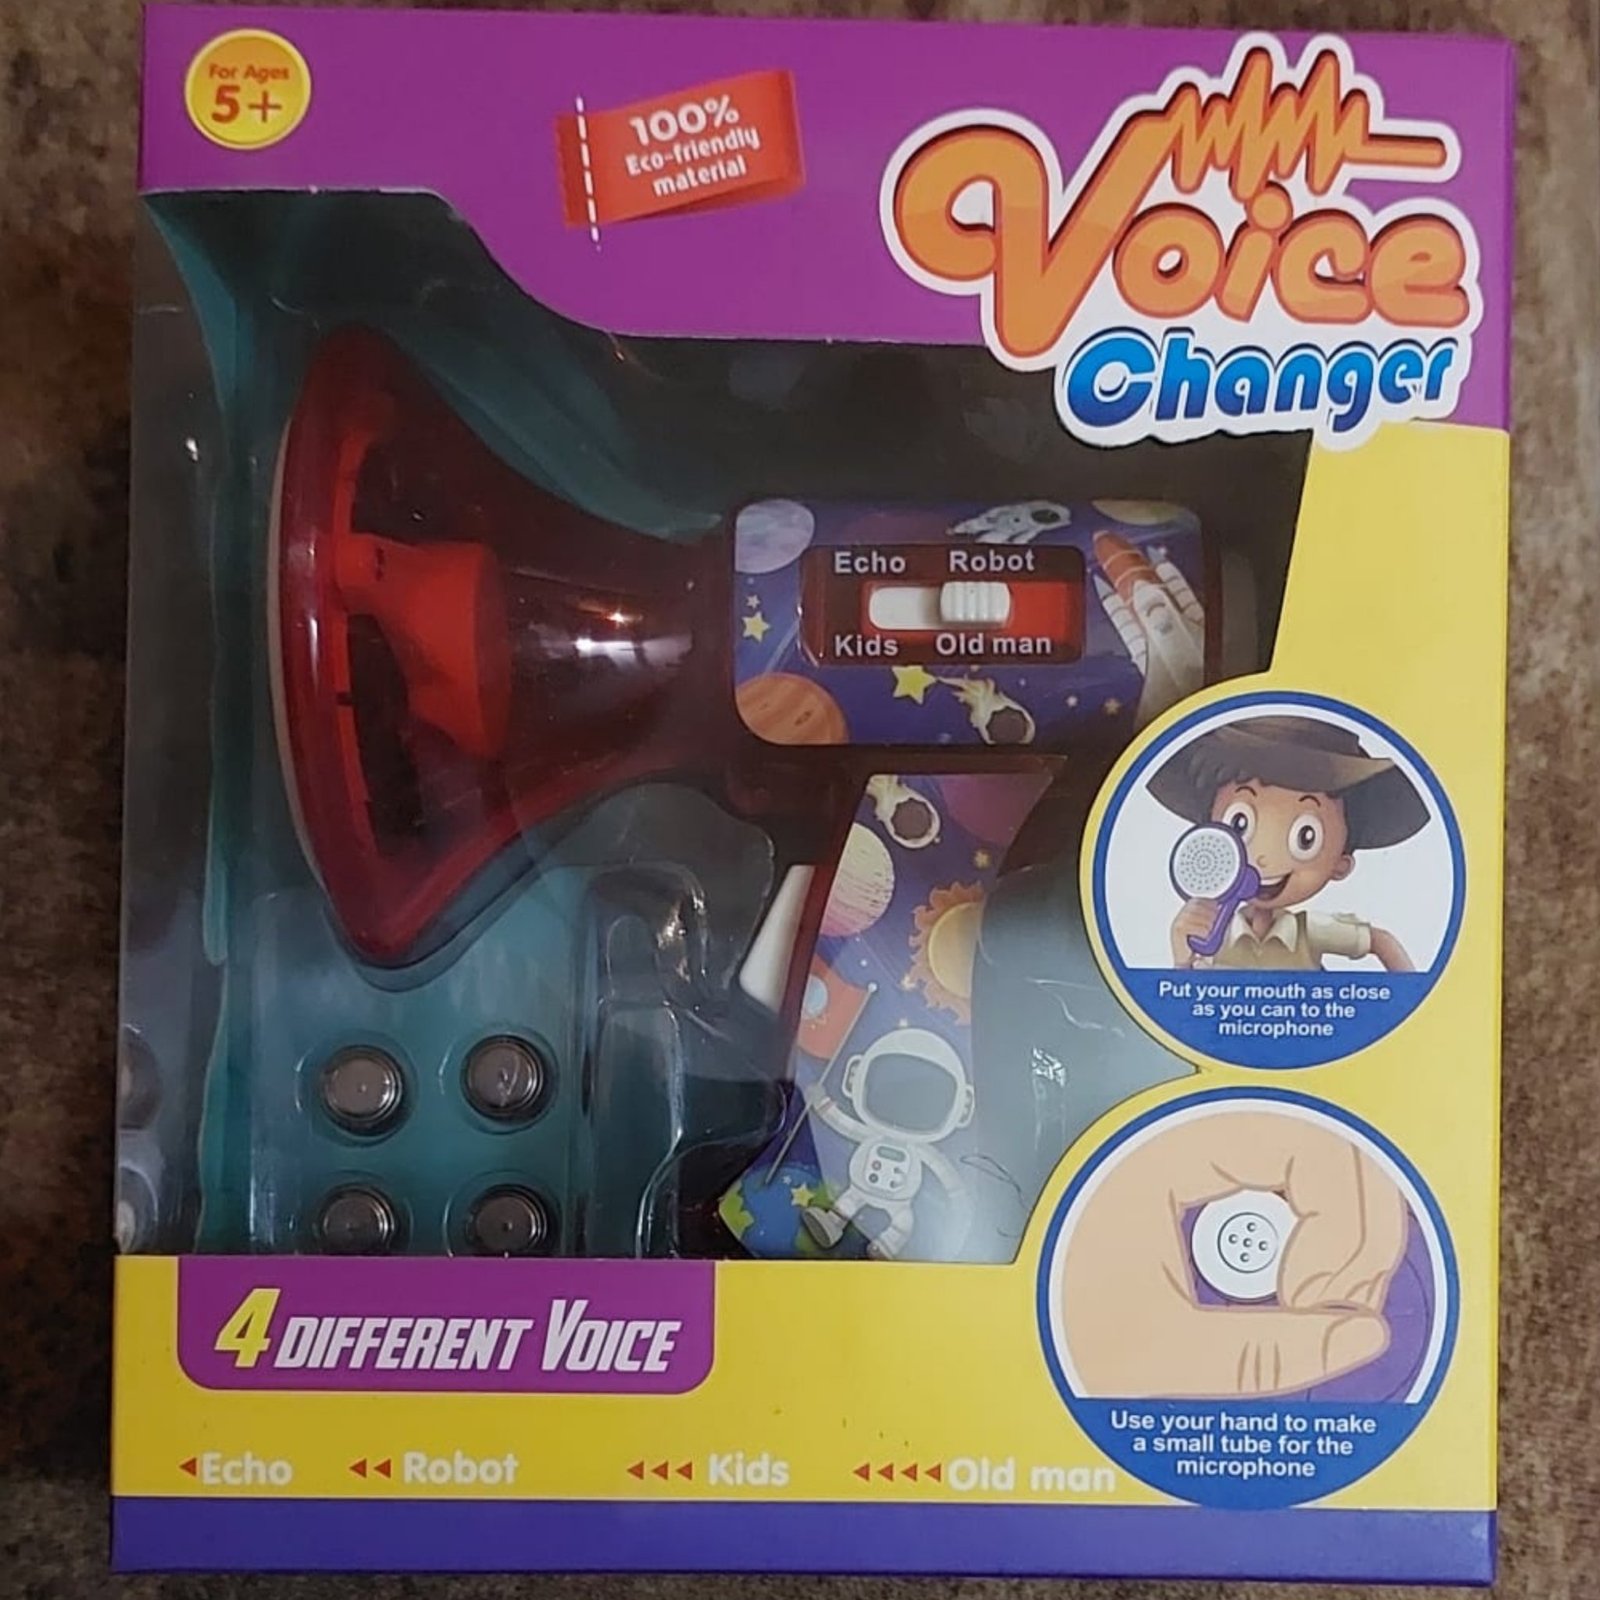 For Ages
5+
100%
Eco-friendly
material
Voice
Changer
Echo Robot
Kids Old man
Put your mouth as close
as you can to the
microphone
Use your hand to make
a small tube for the
microphone
4 DIFFERENT VOICE
Echo Robot Kids Old man